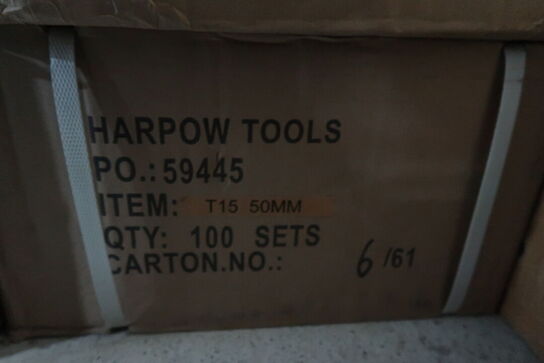 HARPOW TOOLS
PO.: 59445
ITEM: T15 50MM
QTY: 100 SETS
CARTON.NO.: 6/61